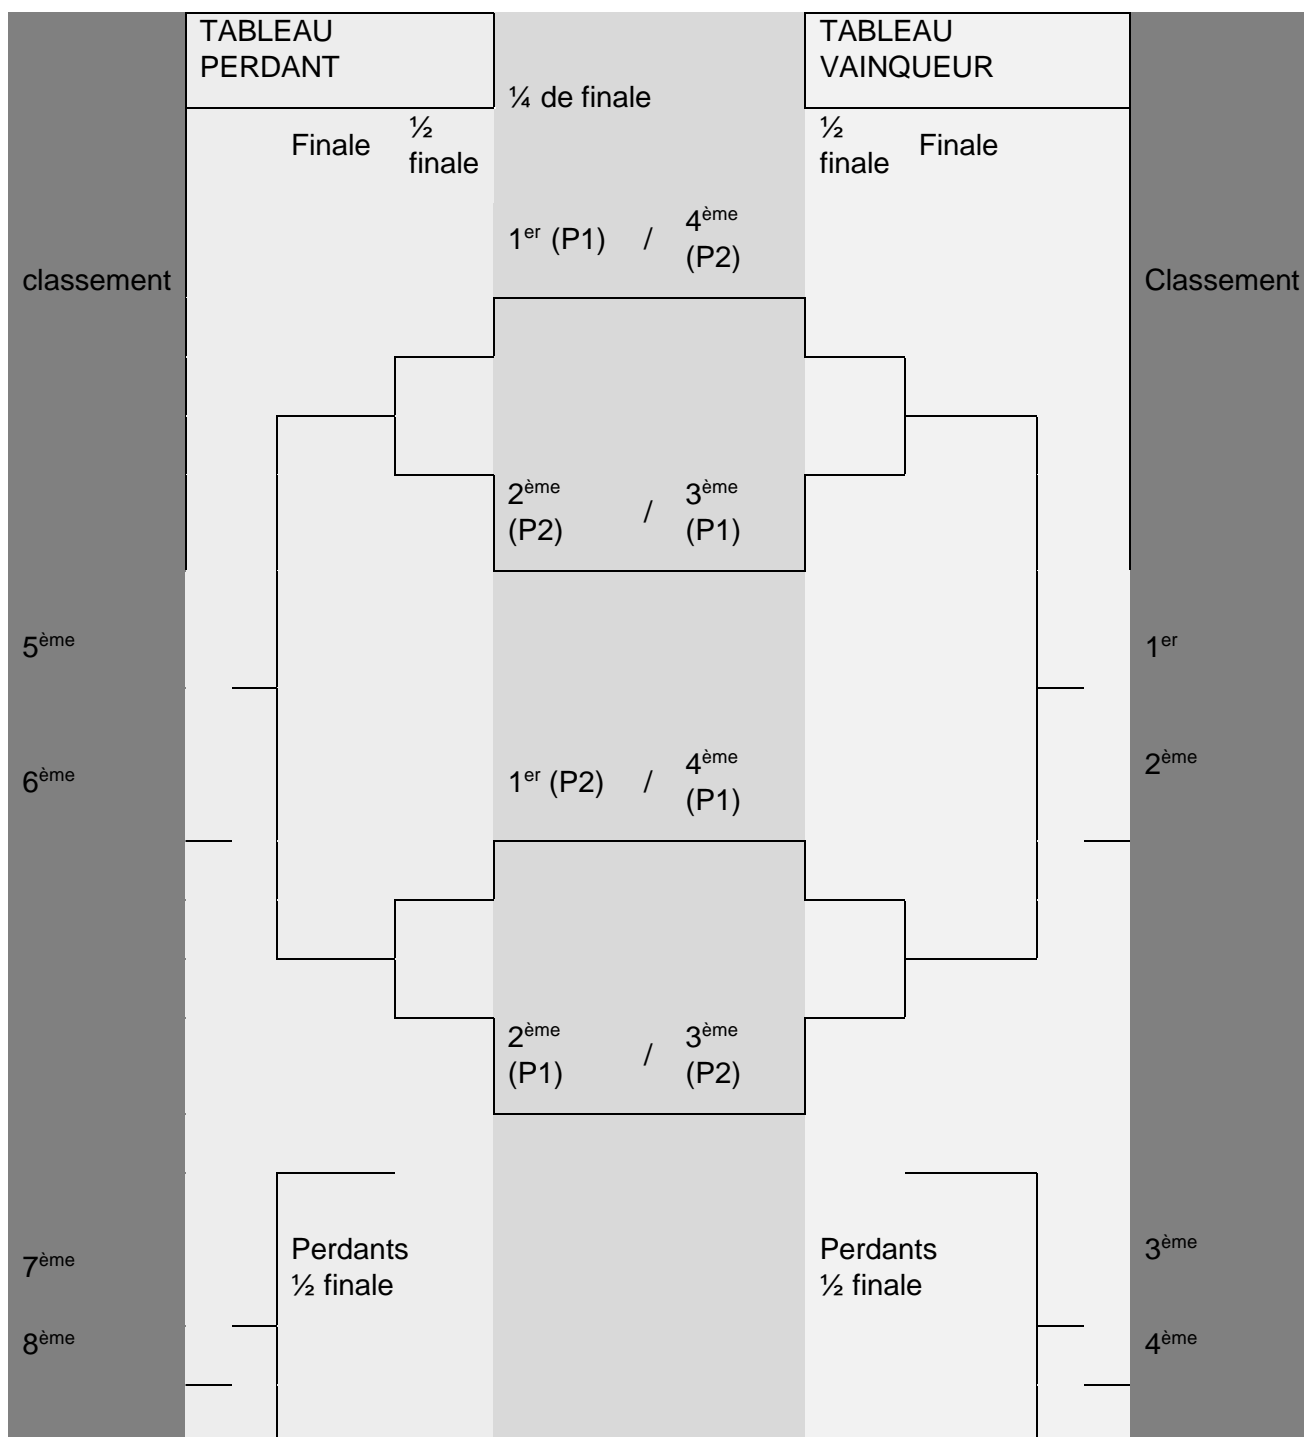 TABLEAU
PERDANT
TABLEAU
VAINQUEUR
¼ de finale
Finale
½
finale
½
finale
Finale
1er (P1) / 4ème
(P2)
classement
Classement
2ème
(P2) / 3ème
(P1)
5ème
1er
1er (P2) / 4ème
(P1)
6ème
2ème
2ème
(P1) / 3ème
(P2)
7ème
Perdants
½ finale
Perdants
½ finale
3ème
8ème
4ème